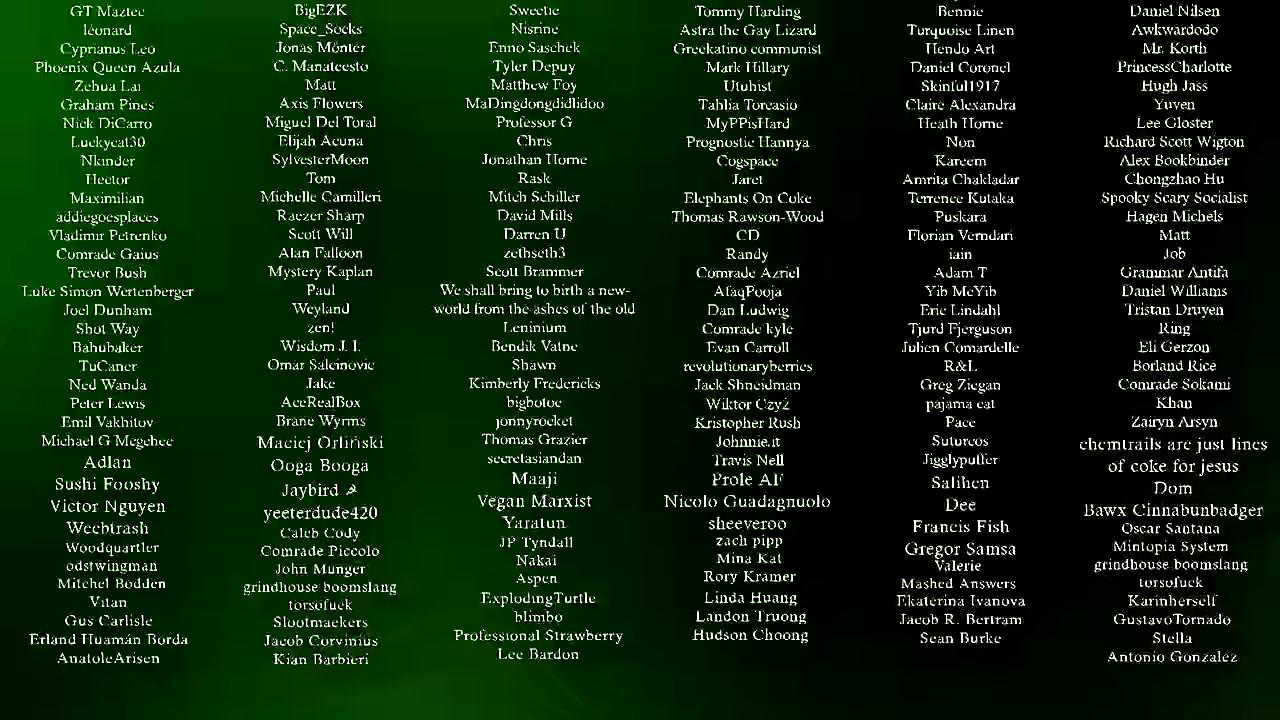 GT Maztec
léonard
Cyprianus Leo
Phoenix Queen Azula
Zehua Lai
Graham Pines
Nick DiCarro
Luckycat30
Nkinder
Hector
Maximilian
addiegoesplaces
Vladimir Petrenko
Comrade Gaius
Trevor Bush
Luke Simon Wertenberger
Joel Dunham
Shot Way
Bahubaker
TuCaner
Ned Wanda
Peter Lewis
Emil Vakhitov
Michael G Mcgehee
Adlan
Sushi Fooshy
Victor Nguyen
Weebtrash
Woodquartler
odstwingman
Mitchel Bodden
Vitan
Gus Carlisle
Erland Huamán Borda
AnatoleArisen
BigEZK
Space_Socks
Jonas Mönter
C. Manateesto
Matt
Axis Flowers
Miguel Del Toral
Elijah Acuna
SylvesterMoon
Tom
Michelle Camilleri
Raezer Sharp
Scott Will
Alan Falloon
Mystery Kaplan
Paul
Weyland
zen!
Wisdom J. I.
Omar Salcinovic
Jake
AceRealBox
Brane Wyrms
Maciej Orliński
Ooga Booga
Jaybird ☭
yeeterdude420
Caleb Cody
Comrade Piccolo
John Munger
grindhouse boomslang
torsofuck
Slootmaekers
Jacob Corvinius
Kian Barbieri
Sweetie
Nisrine
Enno Saschek
Tyler Depuy
Matthew Foy
MaDingdongdidlidoo
Professor G
Chris
Jonathan Horne
Rask
Mitch Schiller
David Mills
Darren U
zethseth3
Scott Brammer
We shall bring to birth a new-
world from the ashes of the old
Leninium
Bendik Vatne
Shawn
Kimberly Fredericks
bigbotoe
jonnyrocket
Thomas Grazier
secretasiandan
Maaji
Vegan Marxist
Yaratun
JP Tyndall
Nakai
Aspen
ExplodingTurtle
blimbo
Professional Strawberry
Lee Bardon
Tommy Harding
Astra the Gay Lizard
Greekatino communist
Mark Hillary
Utuhist
Tahlia Torcasio
MyPPisHard
Prognostic Hannya
Cogspace
Jaret
Elephants On Coke
Thomas Rawson-Wood
CD
Randy
Comrade Azriel
AfaqPooja
Dan Ludwig
Comrade kyle
Evan Carroll
revolutionaryberries
Jack Shneidman
Wiktor Czyż
Kristopher Rush
Johnnie.it
Travis Nell
Prole AF
Nicolo Guadagnuolo
sheeveroo
zach pipp
Mina Kat
Rory Kramer
Linda Huang
Landon Truong
Hudson Choong
Bennie
Turquoise Linen
Hendo Art
Daniel Coronel
Skinful1917
Claire Alexandra
Heath Horne
Non
Kareem
Amrita Chakladar
Terrence Kutaka
Puskara
Florian Verndari
iain
Adam T
Yib McYib
Eric Lindahl
Tjurd Fjerguson
Julien Comardelle
R&L
Greg Ziegan
pajama cat
Pace
Suturcos
Jigglypuffer
Salihen
Dee
Francis Fish
Gregor Samsa
Valerie
Mashed Answers
Ekaterina Ivanova
Jacob R. Bertram
Sean Burke
Daniel Nilsen
Awkwardodo
Mr. Korth
PrincessCharlotte
Hugh Jass
Yuven
Lee Gloster
Richard Scott Wigton
Alex Bookbinder
Chongzhao Hu
Spooky Scary Socialist
Hagen Michels
Matt
Job
Grammar Antifa
Daniel Williams
Tristan Druyen
Ring
Eli Gerzon
Borland Rice
Comrade Sokami
Khan
Zairyn Arsyn
chemtrails are just lines
of coke for jesus
Dom
Bawx Cinnabunbadger
Oscar Santana
Mintopia System
grindhouse boomslang
torsofuck
Karinherself
GustavoTornado
Stella
Antonio Gonzalez